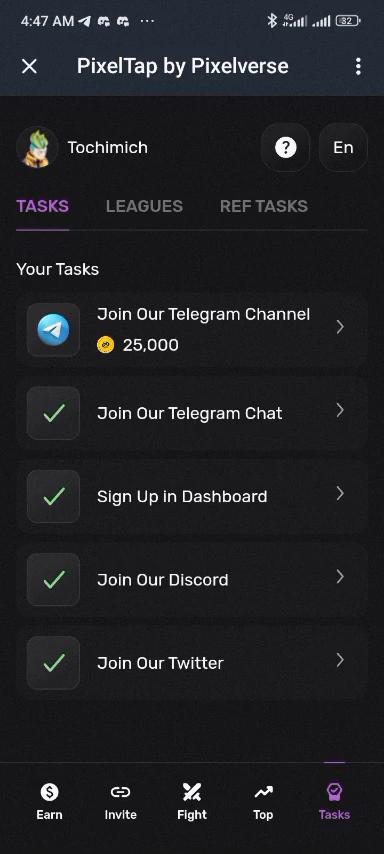 4:47 AM 4G 32
PixelTap by Pixelverse
Tochimich ? En
TASKS LEAGUES REF TASKS
Your Tasks
Join Our Telegram Channel
25,000
Join Our Telegram Chat
Sign Up in Dashboard
Join Our Discord
Join Our Twitter
Earn Invite Fight Top Tasks